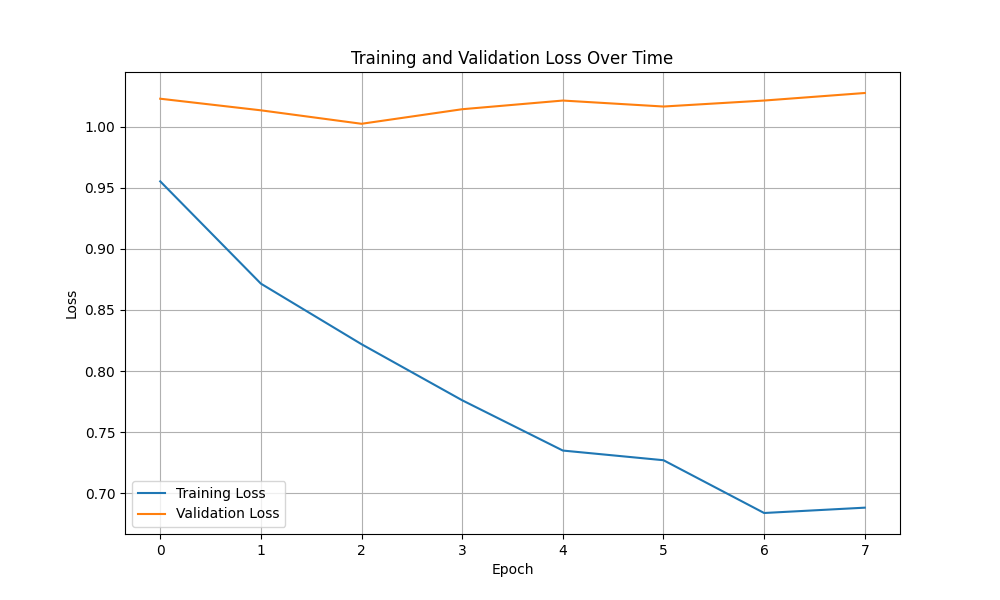 Training and Validation Loss Over Time
Loss
1.00
0.95
0.90
0.85
0.80
0.75
0.70
Training Loss
Validation Loss
0 1 2 3 4 5 6 7
Epoch